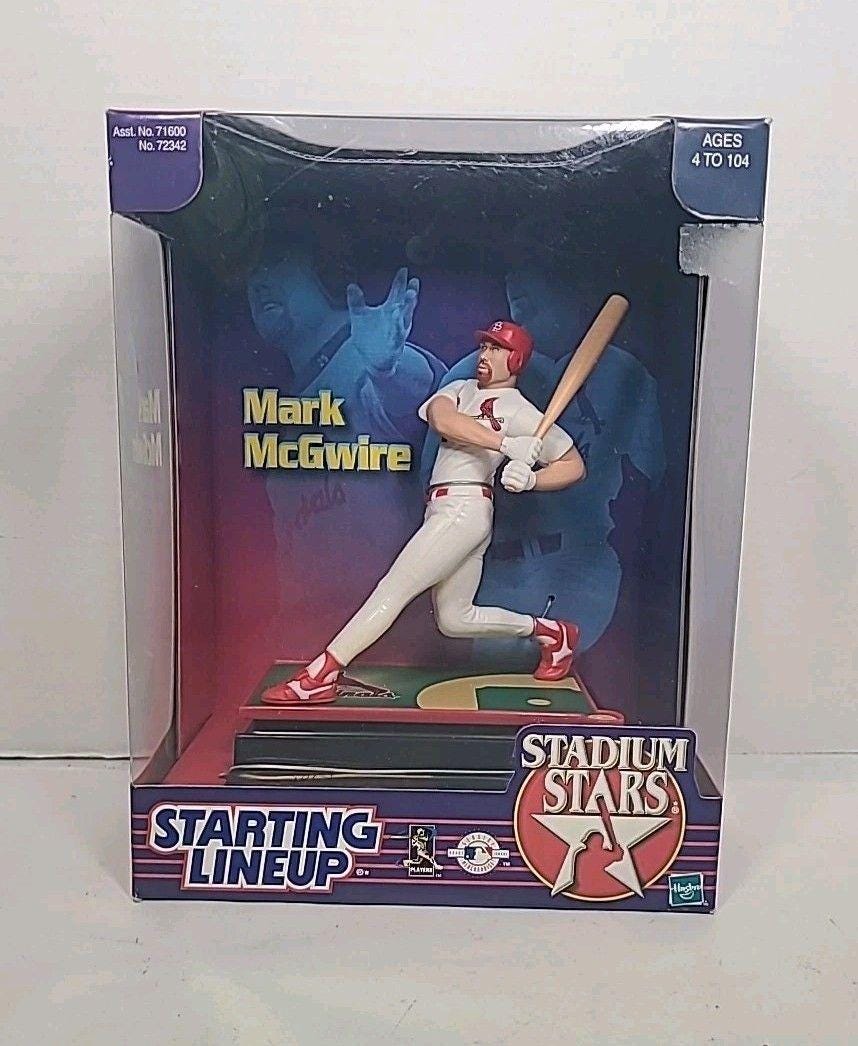 Asst. No. 71600
No. 72342
AGES
4 TO 104
Mark
McGwire
STADIUM
STARS
STARTING
LINEUP
PLAYERS
Hasbro